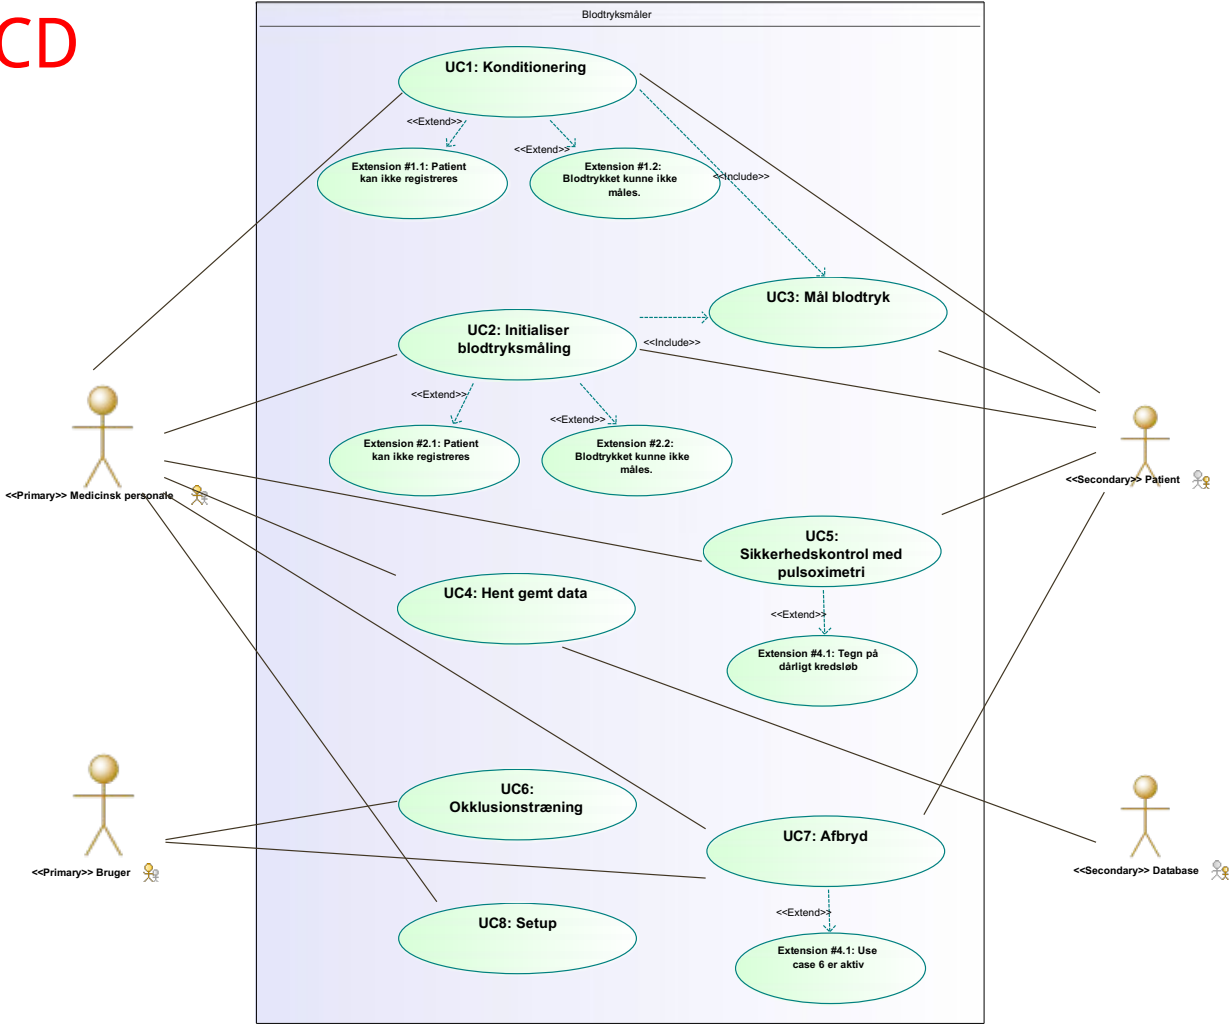 CD
Blodtryksmåler
UC1: Konditionering
<<Extend>>
<<Extend>>
Extension #1.1: Patient
kan ikke registreres
Extension #1.2:
Blodtrykket kunne ikke
måles.
<<Include>>
UC3: Mål blodtryk
UC2: Initialiser
blodtryksmåling
<<Include>>
<<Extend>>
<<Extend>>
Extension #2.1: Patient
kan ikke registreres
Extension #2.2:
Blodtrykket kunne ikke
måles.
<<Primary>> Medicinsk personale
<<Secondary>> Patient
UC5:
Sikkerhedskontrol med
pulsoximetri
UC4: Hent gemt data
<<Extend>>
Extension #4.1: Tegn på
dårligt kredsløb
UC6:
Okklusionstræning
UC7: Afbryd
<<Primary>> Bruger
<<Secondary>> Database
UC8: Setup
<<Extend>>
Extension #4.1: Use
case 6 er aktiv